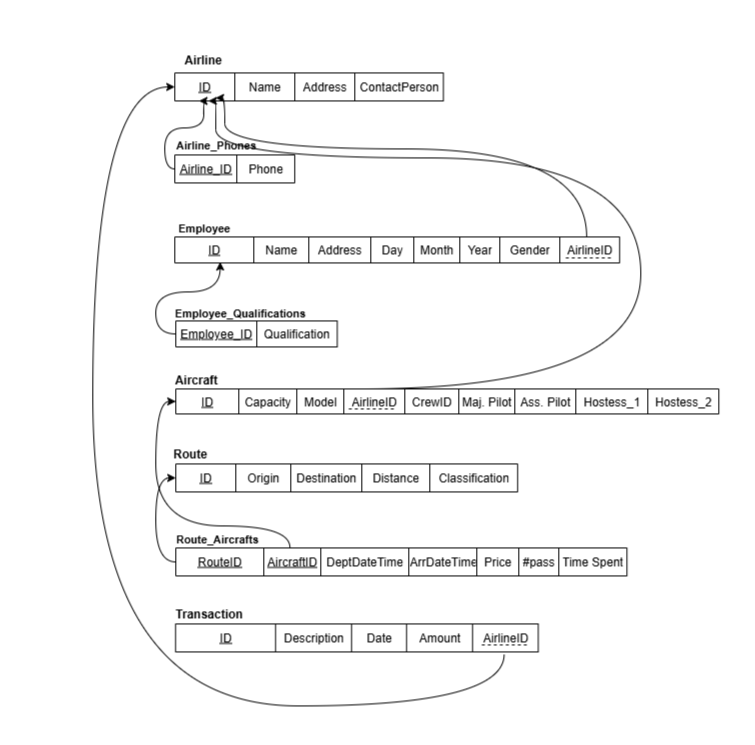 Airline
ID Name Address ContactPerson
Airline_Phones
Airline_ID Phone
Employee
ID Name Address Day Month Year Gender AirlineID
Employee_Qualifications
Employee_ID Qualification
Aircraft
ID Capacity Model AirlineID CrewID Maj. Pilot Ass. Pilot Hostess_1 Hostess_2
Route
ID Origin Destination Distance Classification
Route_Aircrafts
RouteID AircraftID DeptDateTime ArrDateTime Price #pass Time Spent
Transaction
ID Description Date Amount AirlineID